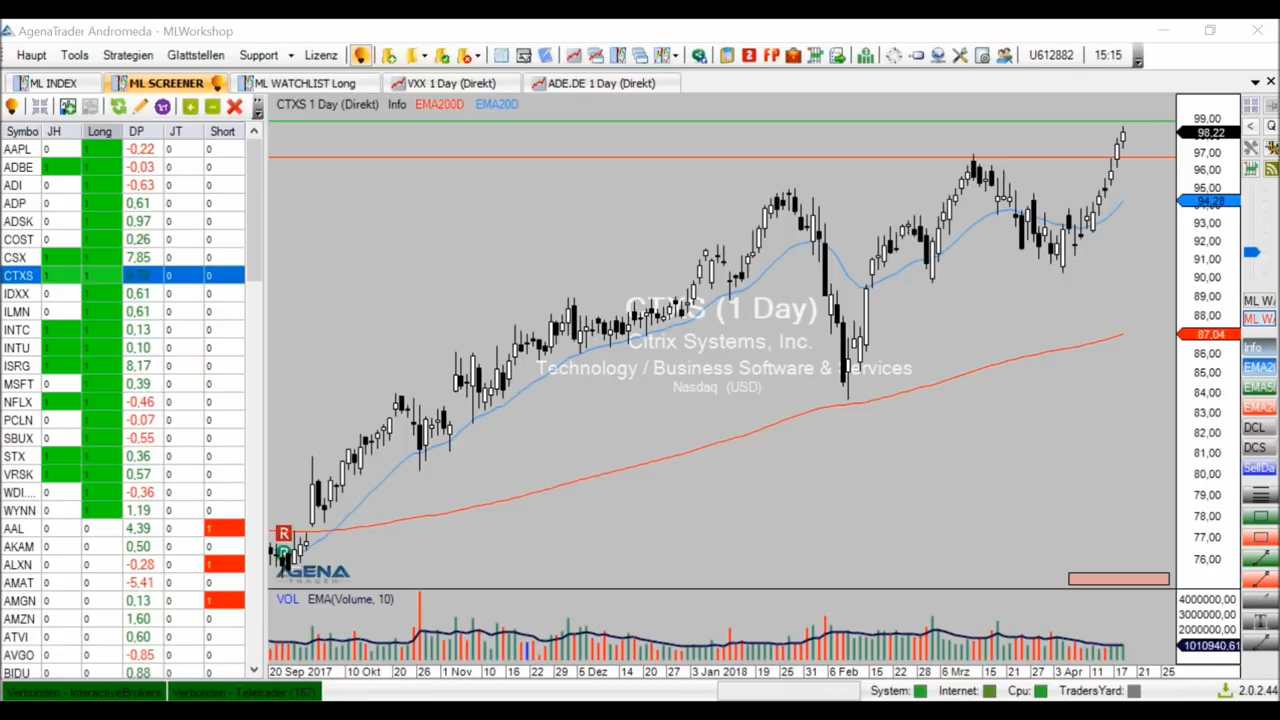 AgenaTrader Andromeda - MLWorkshop
Haupt Tools Strategien Glattstellen Support Lizenz U612882 15:15
ML INDEX ML SCREENER ML WATCHLIST Long VXX 1 Day (Direkt) ADE.DE 1 Day (Direkt)
CTXS 1 Day (Direkt) Info EMA200D EMA20D
Symbo JH Long DP JT Short
AAPL 0 1 -0,22 0 0
ADBE 1 1 -0,03 0 0
ADI 0 1 -0,63 0 0
ADP 0 1 0,61 0 0
ADSK 0 1 0,97 0 0
COST 0 1 0,26 0 0
CSX 1 1 7,85 0 0
CTXS 1 1 0 0
IDXX 0 1 0,61 0 0
ILMN 0 1 0,61 0 0
INTC 1 1 0,13 0 0
INTU 1 1 0,10 0 0
ISRG 1 1 8,17 0 0
MSFT 0 1 0,39 0 0
NFLX 1 1 -0,46 0 0
PCLN 0 1 -0,07 0 0
SBUX 0 1 -0,55 0 0
STX 1 1 0,36 0 0
VRSK 1 1 0,57 0 0
WDI.... 0 1 -0,36 0 0
WYNN 0 1 1,19 0 0
AAL 0 0 4,39 0 1
AKAM 0 0 0,50 0 0
ALXN 0 0 -0,28 0 1
AMAT 0 0 -5,41 0 0
AMGN 0 0 0,13 0 1
AMZN 0 0 1,60 0 0
ATVI 0 0 0,60 0 0
AVGO 0 0 -0,85 0 0
BIDU 0 0 0,88 0 0
CTXS (1 Day)
Citrix Systems, Inc.
Technology / Business Software & Services
Nasdaq (USD)
R
AGENA
TRADER
99,00
98,22
97,00
96,00
95,00
94,28
93,00
92,00
91,00
90,00
89,00
88,00
87,04
86,00
85,00
84,00
83,00
82,00
81,00
80,00
79,00
78,00
77,00
76,00
ML W
ML W
Info
EMA2
EMA5
EMA2
DCL
DCS
SellDa
VOL EMA(Volume, 10)
4000000,00
3000000,00
2000000,00
1010940.61
20 Sep 2017 10 Okt 20 26 1 Nov 10 16 22 29 5 Dez 14 20 29 3 Jan 2018 19 25 31 6 Feb 15 22 28 6 Mrz 15 21 27 3 Apr 11 17 21 25
Verbunden - InteractiveBrokers Verbunden - Teletrader (157) System: Internet: Cpu: TradersYard: 2.0.2.44